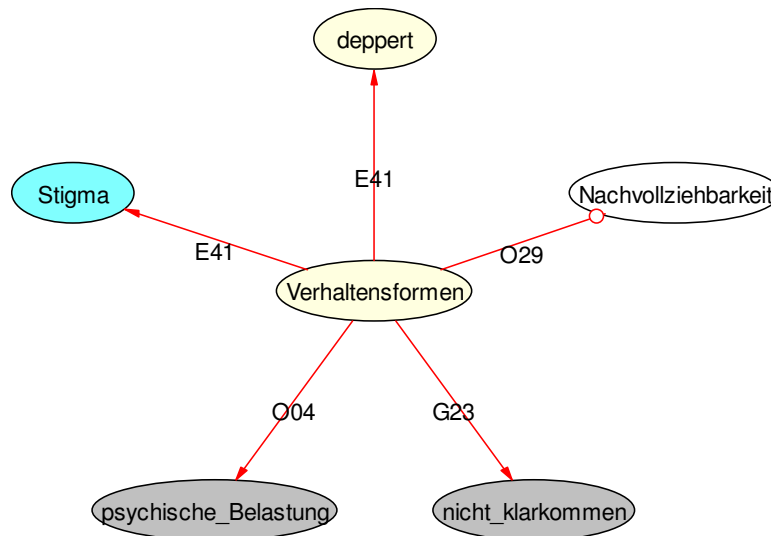 deppert
E41
Stigma
Nachvollziehbarkeit
E41
O29
Verhaltensformen
O04
G23
psychische_Belastung
nicht_klarkommen